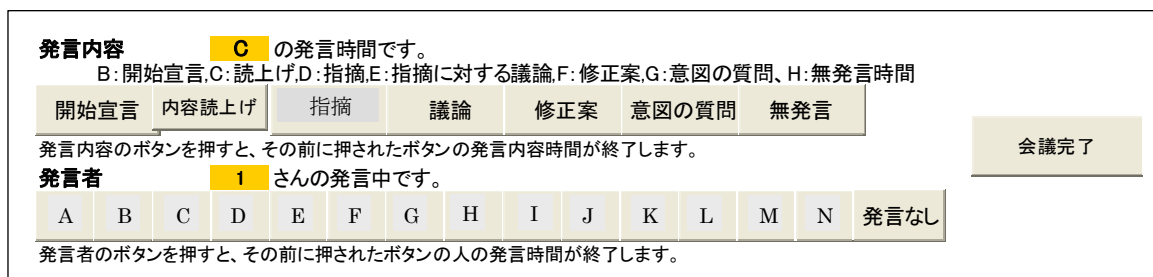 発言内容 C の発言時間です。
B:開始宣言,C:読上げ,D:指摘,E:指摘に対する議論,F:修正案,G:意図の質問、H:無発言時間
開始宣言 内容読上げ 指摘 議論 修正案 意図の質問 無発言
会議完了
発言内容のボタンを押すと、その前に押されたボタンの発言内容時間が終了します。
発言者 1 さんの発言中です。
A B C D E F G H I J K L M N 発言なし
発言者のボタンを押すと、その前に押されたボタンの人の発言時間が終了します。